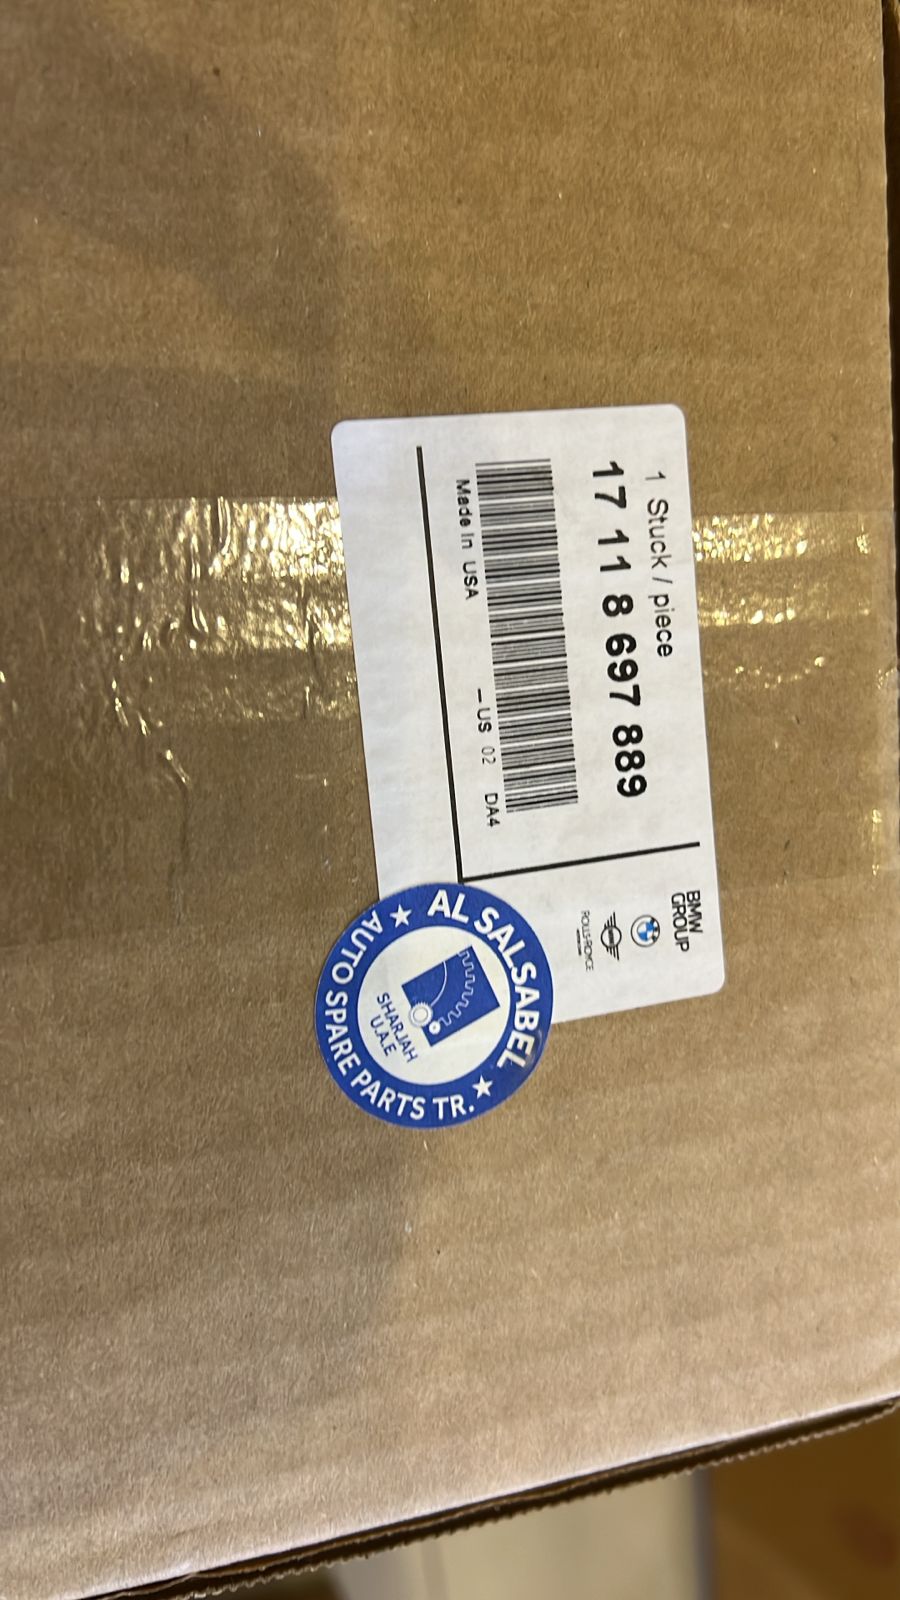 1 Stuck / piece
17 11 8 697 889
Made In USA
– US 02 DA4
BMW
GROUP
ROLLS-ROYCE
AL SALSABEL
AUTO SPARE PARTS TR.
SHARJAH
U.A.E